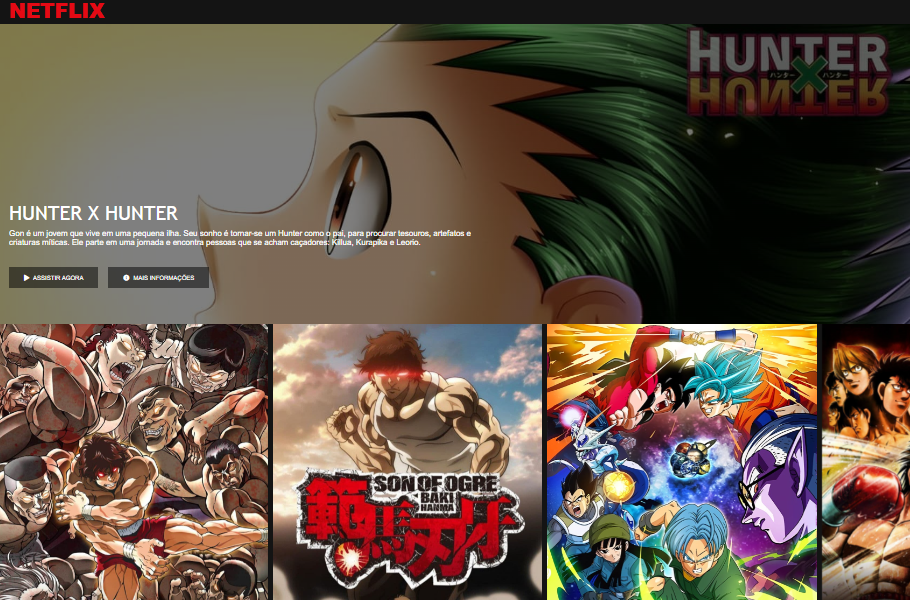 NETFLIX
HUNTER
ハンター×ハンター
HUNTER
HUNTER X HUNTER
Gon é um jovem que vive em uma pequena ilha. Seu sonho é tornar-se um Hunter como o pai, para procurar tesouros, artefatos e
criaturas míticas. Ele parte em uma jornada e encontra pessoas que se acham caçadores: Killua, Kurapika e Leorio.
ASSISTIR AGORA
MAIS INFORMAÇÕES
SON OF OGRE
BAKI
HANMA
範馬刃牙